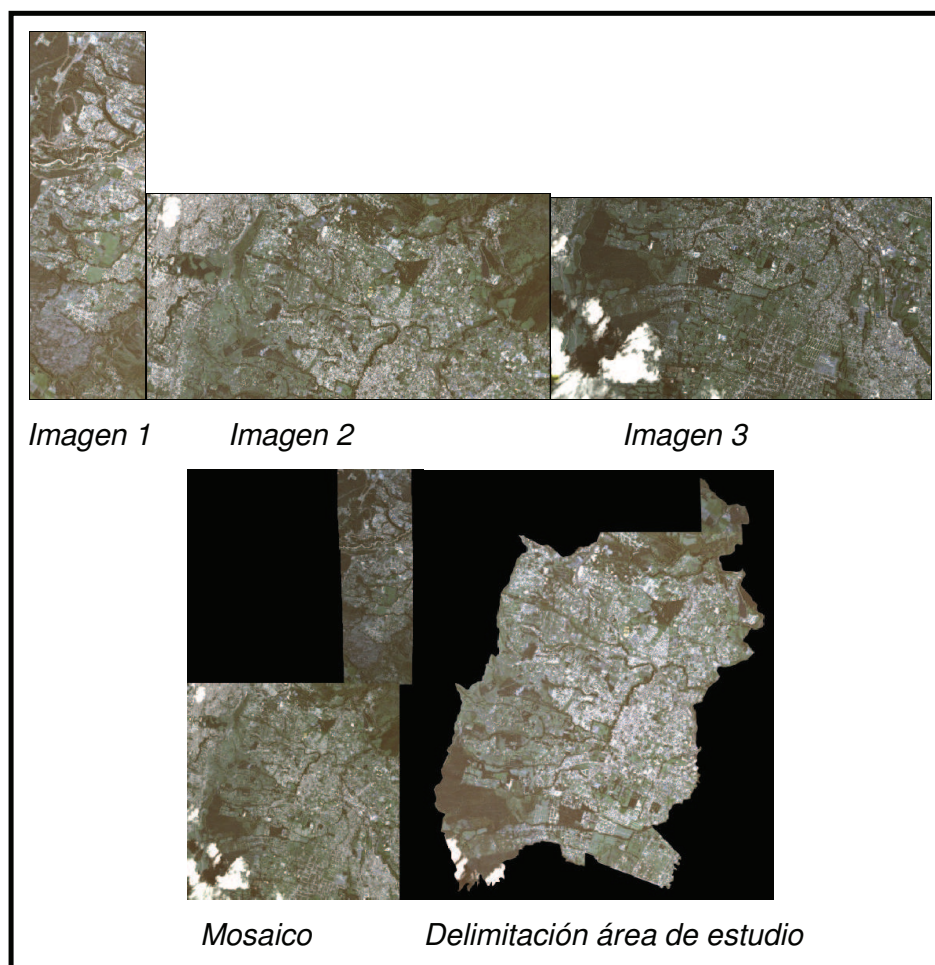 Imagen 1
Imagen 2
Imagen 3
Mosaico
Delimitación área de estudio